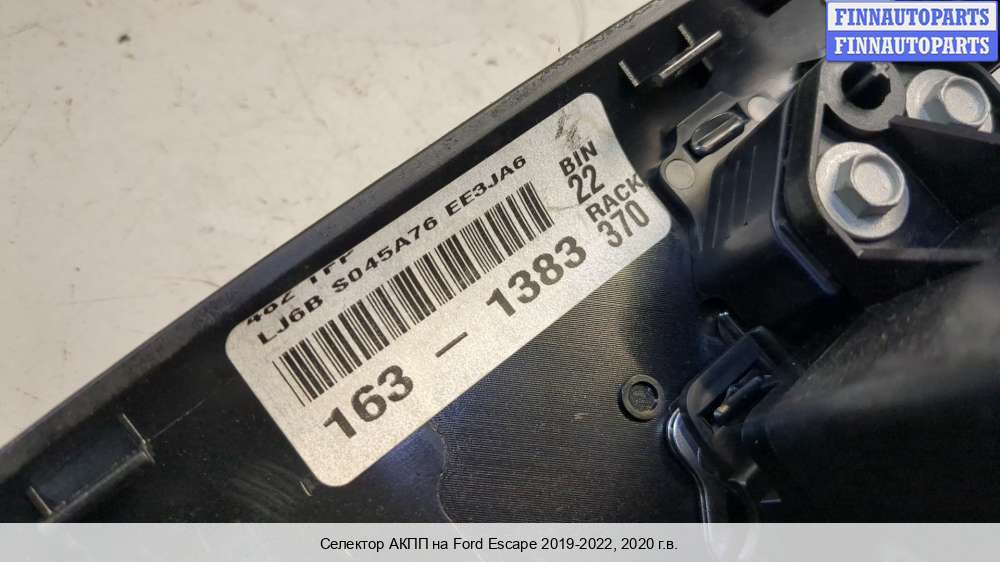 FINNAUTOPARTS
FINNAUTOPARTS
LJ6B S045A76 EE3JA6
163 - 1383
BIN
22
RACK
370
Селектор АКПП на Ford Escape 2019-2022, 2020 г.в.